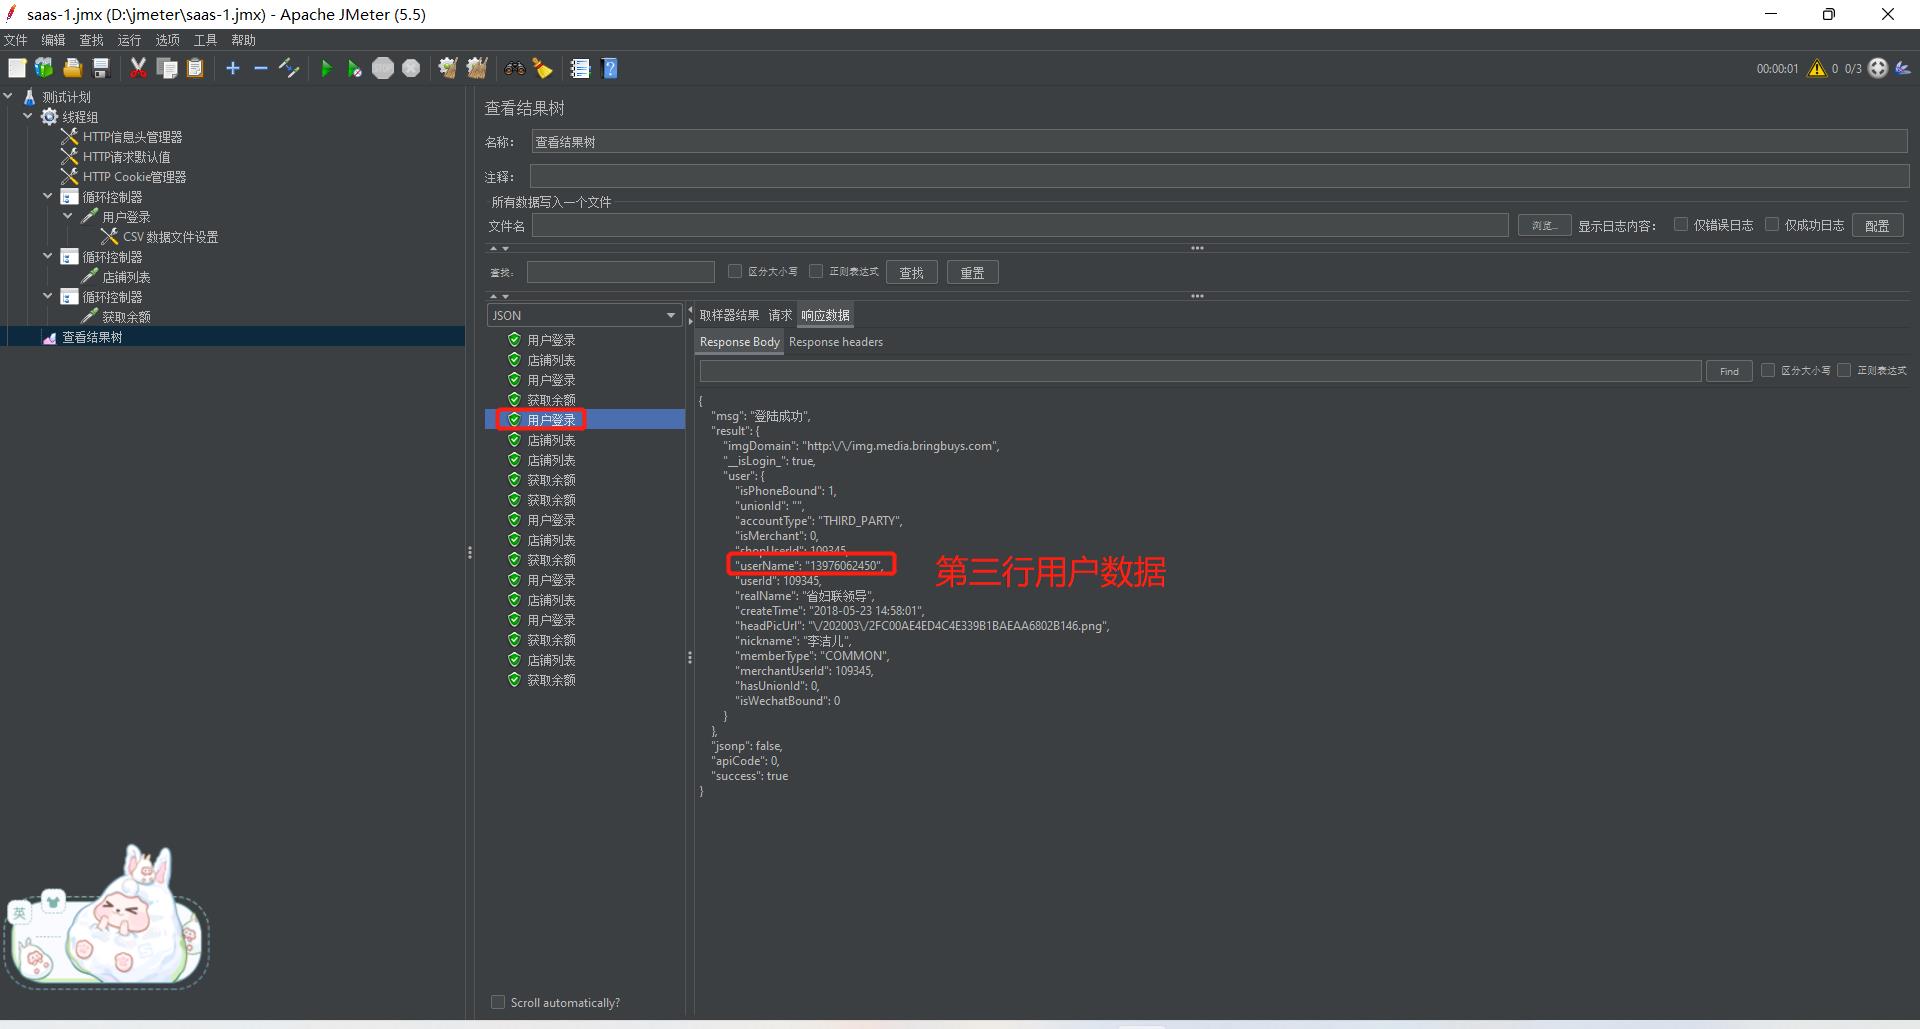 saas-1.jmx (D:\jmeter\saas-1.jmx) - Apache JMeter (5.5)
文件 编辑 查找 运行 选项 工具 帮助
STOP
00:00:01 0 0/3
测试计划
线程组
HTTP信息头管理器
HTTP请求默认值
HTTP Cookie管理器
循环控制器
用户登录
CSV 数据文件设置
循环控制器
店铺列表
循环控制器
获取余额
查看结果树
查看结果树
名称： 查看结果树
注释：
所有数据写入一个文件
文件名 浏览... 显示日志内容： 仅错误日志 仅成功日志 配置
查找: 区分大小写 正则表达式 查找 重置
JSON
用户登录
店铺列表
用户登录
获取余额
用户登录
店铺列表
店铺列表
获取余额
获取余额
用户登录
店铺列表
获取余额
用户登录
店铺列表
用户登录
获取余额
店铺列表
获取余额
Scroll automatically?
取样器结果 请求 响应数据
Response Body Response headers
Find 区分大小写 正则表达式
{
"msg": "登陆成功",
"result": {
"imgDomain": "http:\/\/img.media.bringbuys.com",
"__isLogin_": true,
"user": {
"isPhoneBound": 1,
"unionId": "",
"accountType": "THIRD_PARTY",
"isMerchant": 0,
"shopUserId": 109345,
"userName": "13976062450",
第三行用户数据
"userId": 109345,
"realName": "省妇联领导",
"createTime": "2018-05-23 14:58:01",
"headPicUrl": "\/202003\/2FC00AE4ED4C4E339B1BAEAA6802B146.png",
"nickname": "李洁儿",
"memberType": "COMMON",
"merchantUserId": 109345,
"hasUnionId": 0,
"isWechatBound": 0
}
},
"jsonp": false,
"apiCode": 0,
"success": true
}
英